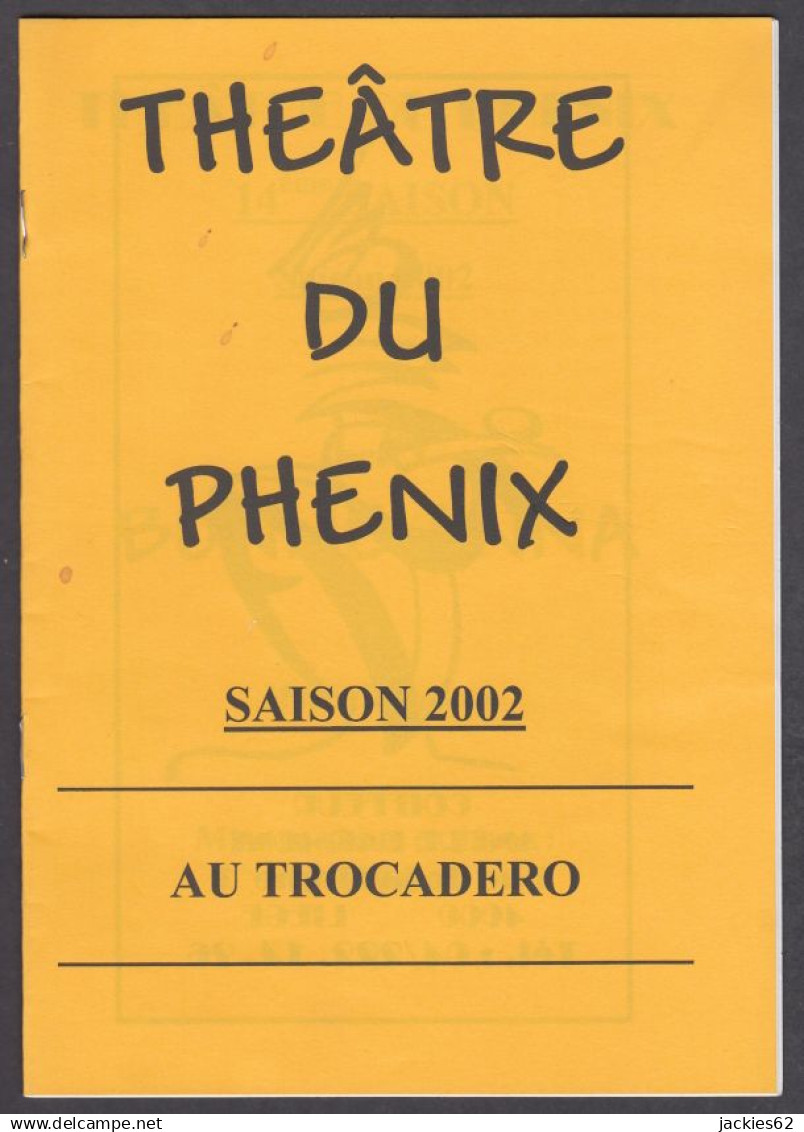 THEÂTRE
DU
PHENIX
SAISON 2002
AU TROCADERO
www.delcampe.net
jackies62